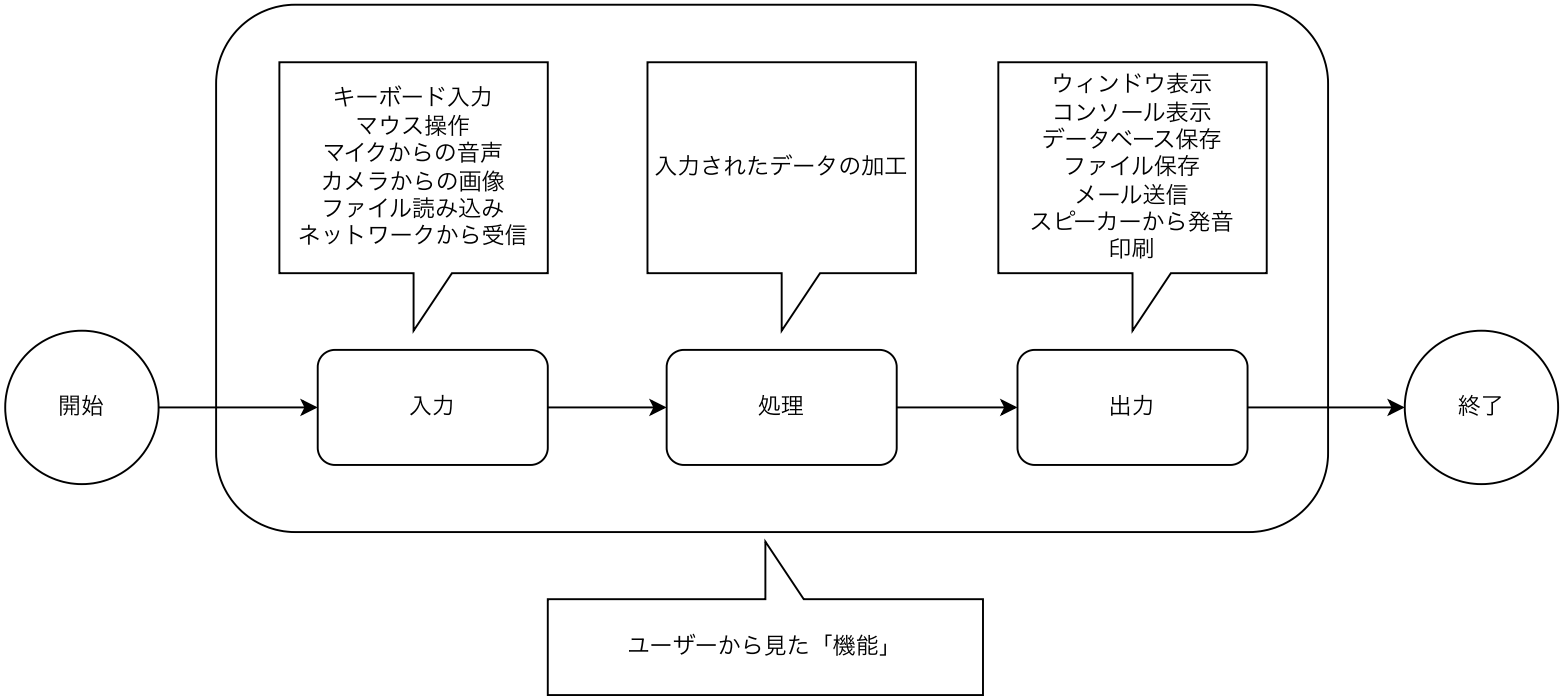 キーボード入力
マウス操作
マイクからの音声
カメラからの画像
ファイル読み込み
ネットワークから受信
入力されたデータの加工
ウィンドウ表示
コンソール表示
データベース保存
ファイル保存
メール送信
スピーカーから発音
印刷
開始
入力
処理
出力
終了
ユーザーから見た「機能」